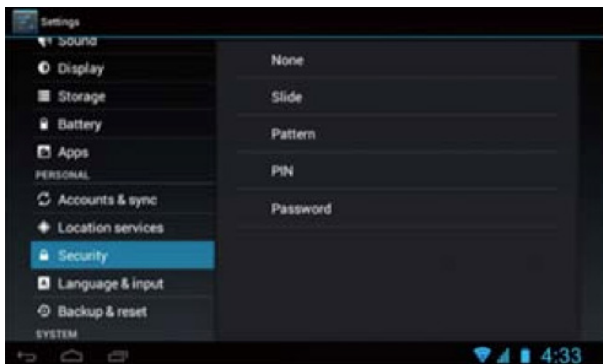 Settings
Sound
Display
Storage
Battery
Apps
PERSONAL
Accounts & sync
Location services
Security
Language & input
Backup & reset
SYSTEM
None
Slide
Pattern
PIN
Password
4:33